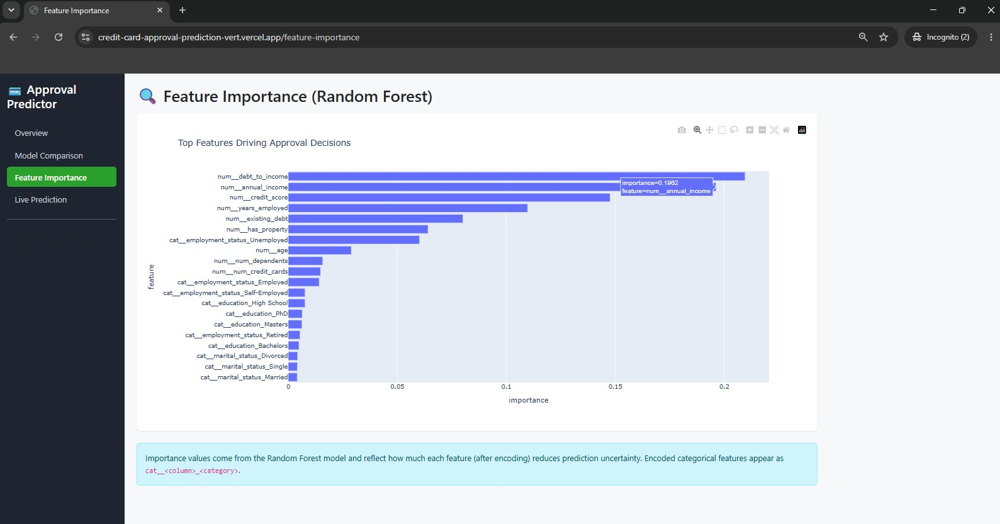 Feature Importance
credit-card-approval-prediction-vert.vercel.app/feature-importance
Incognito (2)
Approval
Predictor
Overview
Model Comparison
Feature Importance
Live Prediction
Feature Importance (Random Forest)
Top Features Driving Approval Decisions
num__debt_to_income
num__annual_income
num__credit_score
num__years_employed
num__existing_debt
num__has_property
cat__employment_status_Unemployed
num__age
num__num_dependents
num__num_credit_cards
cat__employment_status_Employed
cat__employment_status_Self-Employed
cat__education_High School
cat__education_PhD
cat__education_Masters
cat__employment_status_Retired
cat__education_Bachelors
cat__marital_status_Divorced
cat__marital_status_Single
cat__marital_status_Married
feature
importance=0.1962
feature=num__annual_income
0 0.05 0.1 0.15 0.2
importance
Importance values come from the Random Forest model and reflect how much each feature (after encoding) reduces prediction uncertainty. Encoded categorical features appear as
cat__<column>_<category>.